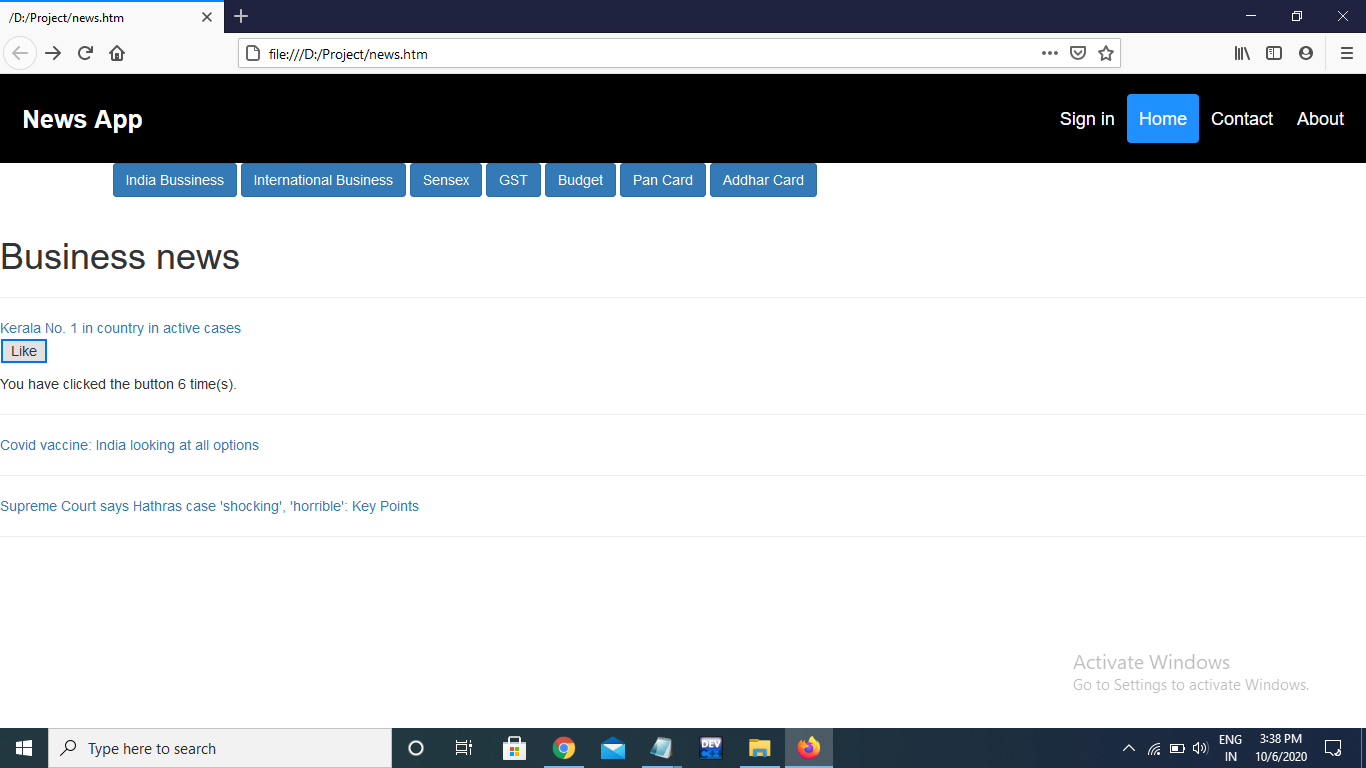 /D:/Project/news.htm
file:///D:/Project/news.htm
News App
Sign in Home Contact About
India Bussiness International Business Sensex GST Budget Pan Card Addhar Card
Business news
Kerala No. 1 in country in active cases
Like
You have clicked the button 6 time(s).
Covid vaccine: India looking at all options
Supreme Court says Hathras case 'shocking', 'horrible': Key Points
Activate Windows
Go to Settings to activate Windows.
Type here to search
DEV
ENG
IN
3:38 PM
10/6/2020